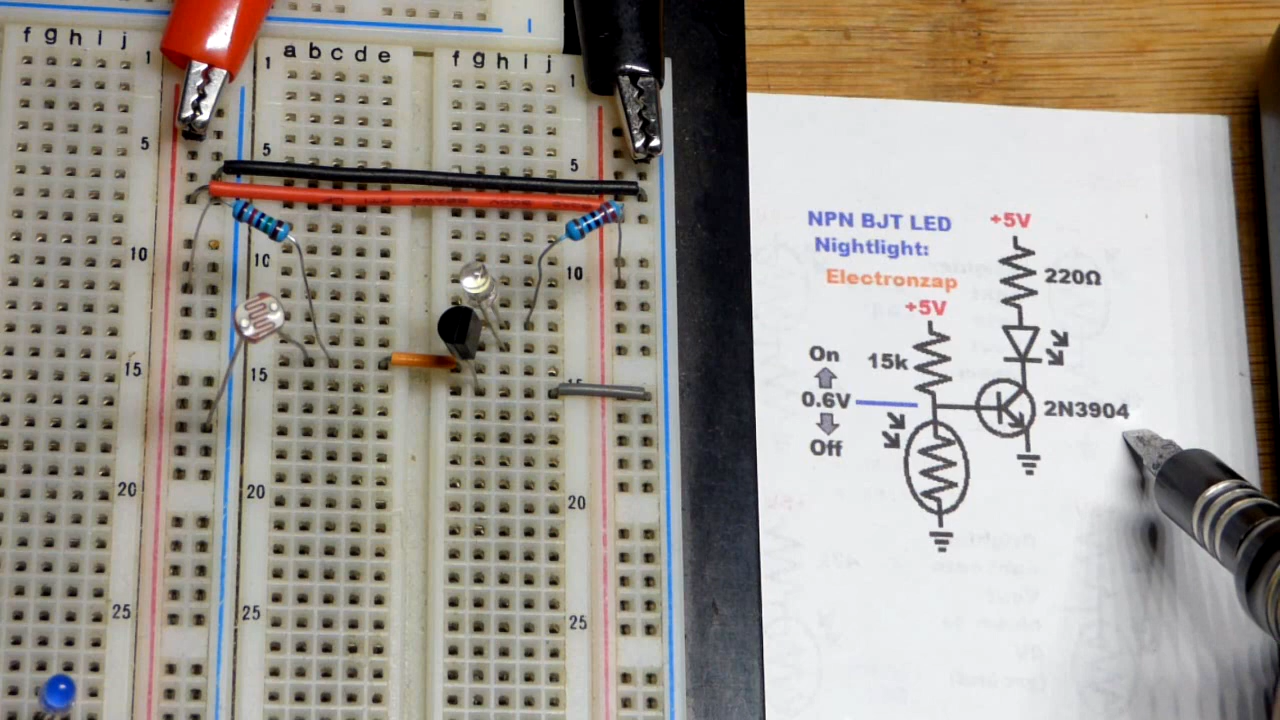 f g h i j
a b c d e
f g h i j
1
1
1
5
5
5
10
10
10
15
15
15
20
20
20
25
25
25
NPN BJT LED
Nightlight:
Electronzap
+5V
220Ω
+5V
15k
On
0.6V
Off
2N3904